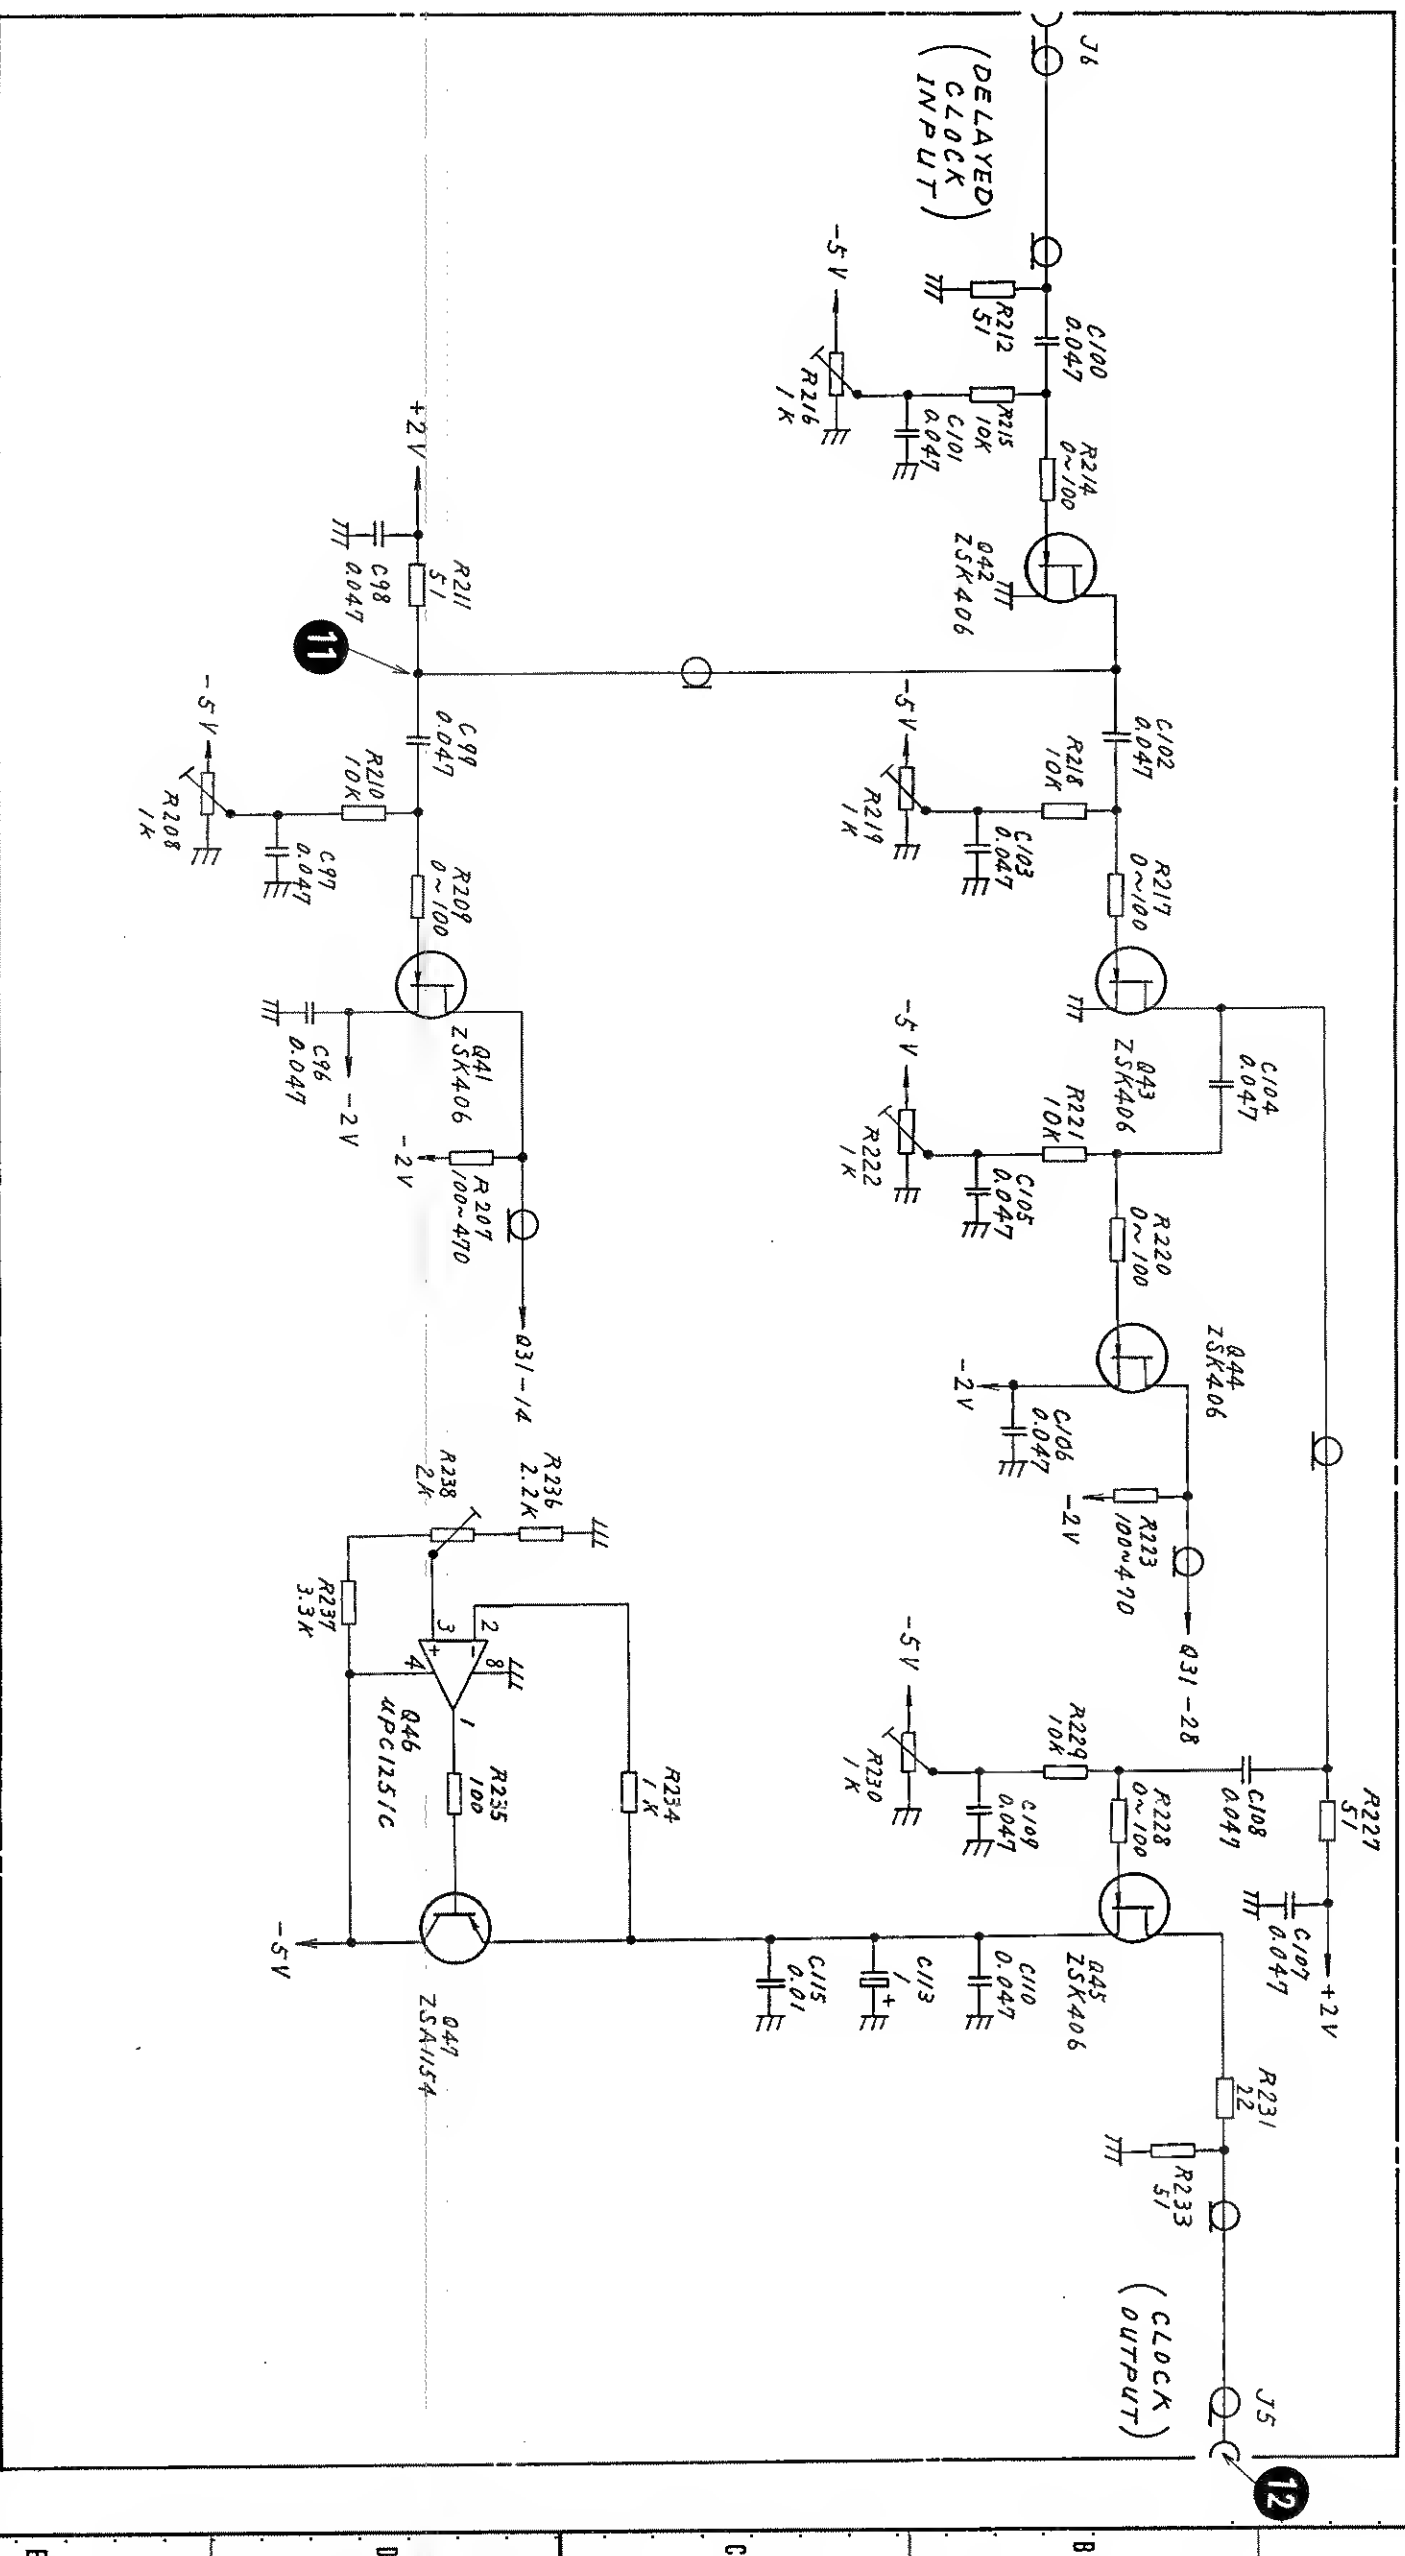 J6
(DELAYED
CLOCK
INPUT)
R212
51
C100
0.047
-5V
R216
1K
C101
0.047
R215
10K
R214
0~100
Q42
2SK406
+2V
C98
0.047
R211
51
11
C99
0.047
-5V
R208
1K
R210
10K
C97
0.047
R209
0~100
Q41
2SK406
C96
0.047
-2V
-2V
R207
100~470
Q31-14
C102
0.047
-5V
R219
1K
R218
10K
C103
0.047
R217
0~100
Q43
2SK406
C104
0.047
-5V
R222
1K
R221
10K
C105
0.047
R220
0~100
Q44
2SK406
-2V
C106
0.047
-2V
R223
100~470
Q31-28
R238
2K
R236
2.2K
R237
3.3K
3
2
+
-
4
8
1
Q46
μPC1251C
R235
100
R234
1K
-5V
Q47
2SA1154
-5V
R230
1K
R229
10K
C109
0.047
R228
0~100
C108
0.047
R227
51
C107
0.047
+2V
Q45
2SK406
C110
0.047
C113
1
+
C115
0.01
R231
22
R233
51
(CLOCK
OUTPUT)
J5
12
B
C
D
E